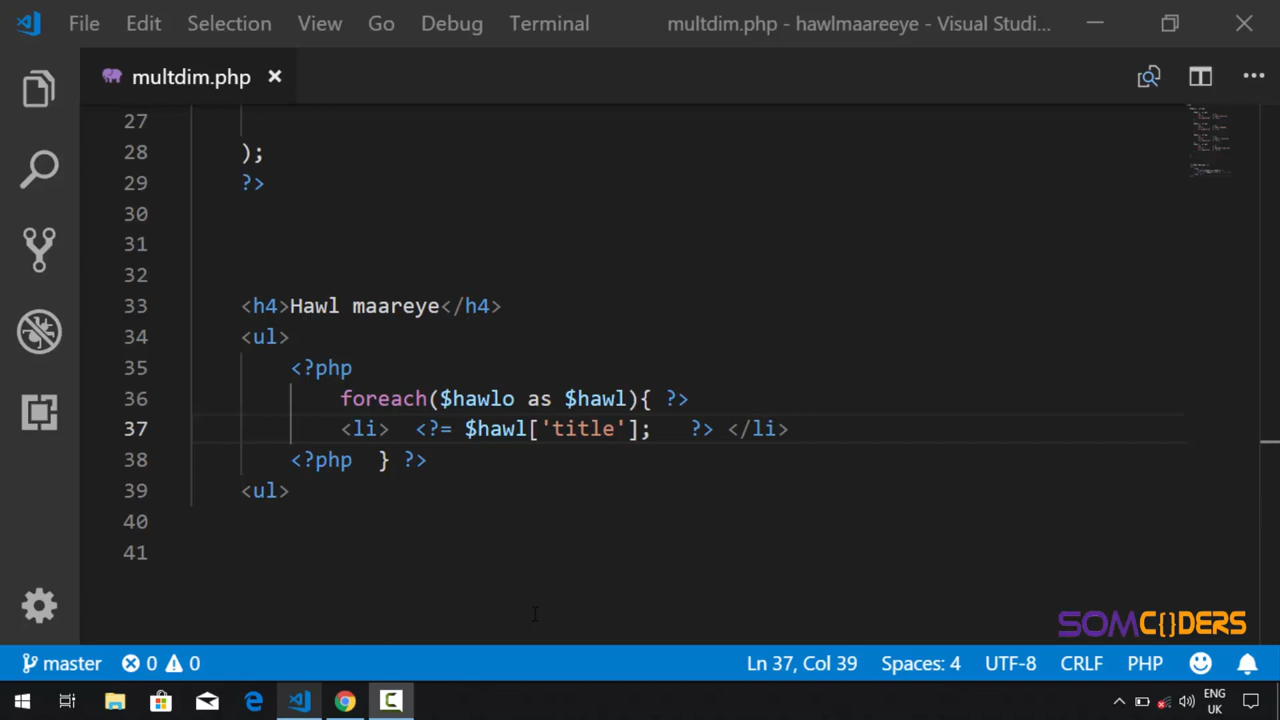 File Edit Selection View Go Debug Terminal multdim.php - hawlmaareeye - Visual Studi...
multdim.php
27
28 );
29 ?>
30
31
32
33 <h4>Hawl maareye</h4>
34 <ul>
35 <?php
36 foreach($hawlo as $hawl){ ?>
37 <li> <?= $hawl['title']; ?> </li>
38 <?php } ?>
39 <ul>
40
41
SOMC{}DERS
master 0 0 Ln 37, Col 39 Spaces: 4 UTF-8 CRLF PHP
ENG
UK